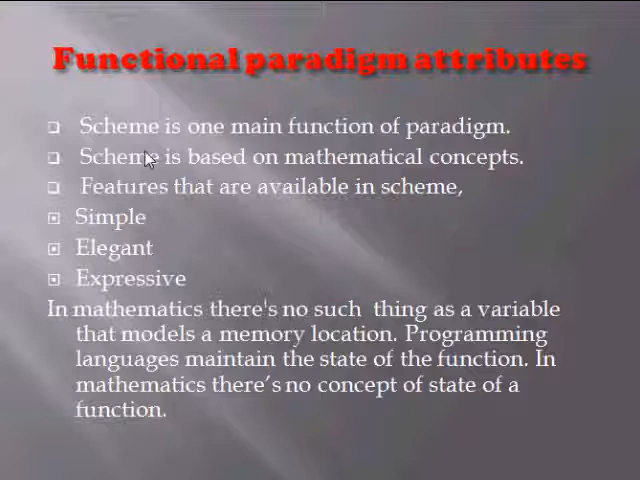 Functional paradigm attributes
Scheme is one main function of paradigm.
Scheme is based on mathematical concepts.
Features that are available in scheme,
Simple
Elegant
Expressive
In mathematics there's no such thing as a variable
that models a memory location. Programming
languages maintain the state of the function. In
mathematics there’s no concept of state of a
function.